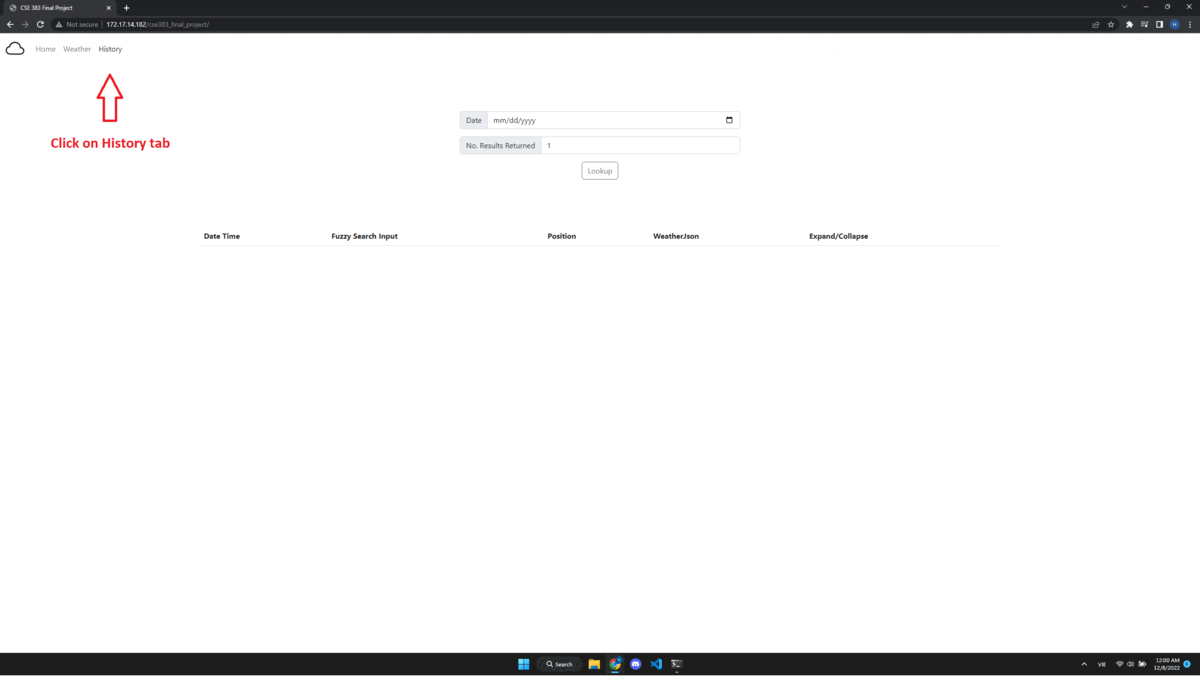 CSE 383 Final Project
Not secure
172.17.14.182/cse383_final_project/
H
Home Weather History
Click on History tab
Date mm/dd/yyyy
No. Results Returned 1
Lookup
Date Time Fuzzy Search Input Position WeatherJson Expand/Collapse
Search
VIE
12:00 AM
12/8/2022